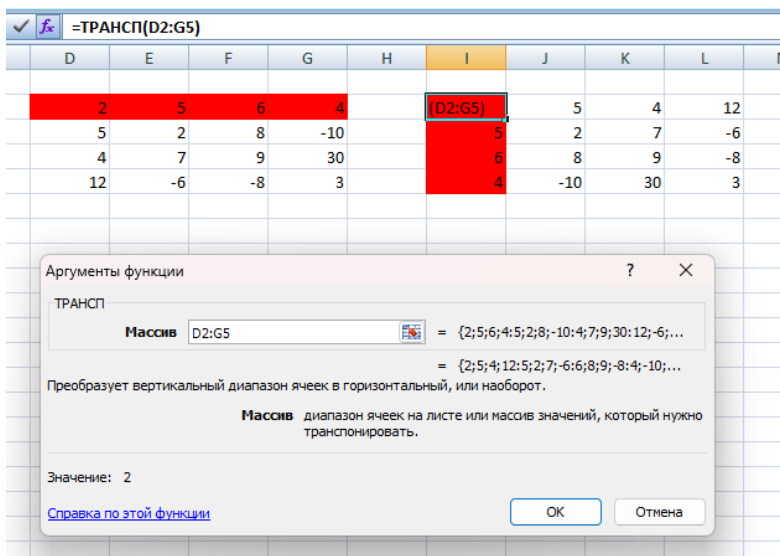 fx =ТРАНСП(D2:G5)
D E F G H I J K L
2 5 6 4 (D2:G5) 5 4 12
5 2 8 -10 5 2 7 -6
4 7 9 30 6 8 9 -8
12 -6 -8 3 4 -10 30 3
Аргументы функции ?
ТРАНСП
Массив D2:G5 = {2;5;6;4:5;2;8;-10:4;7;9;30:12;-6;...
= {2;5;4;12:5;2;7;-6:6;8;9;-8:4;-10;...
Преобразует вертикальный диапазон ячеек в горизонтальный, или наоборот.
Массив диапазон ячеек на листе или массив значений, который нужно
транспонировать.
Значение: 2
Справка по этой функции OK Отмена